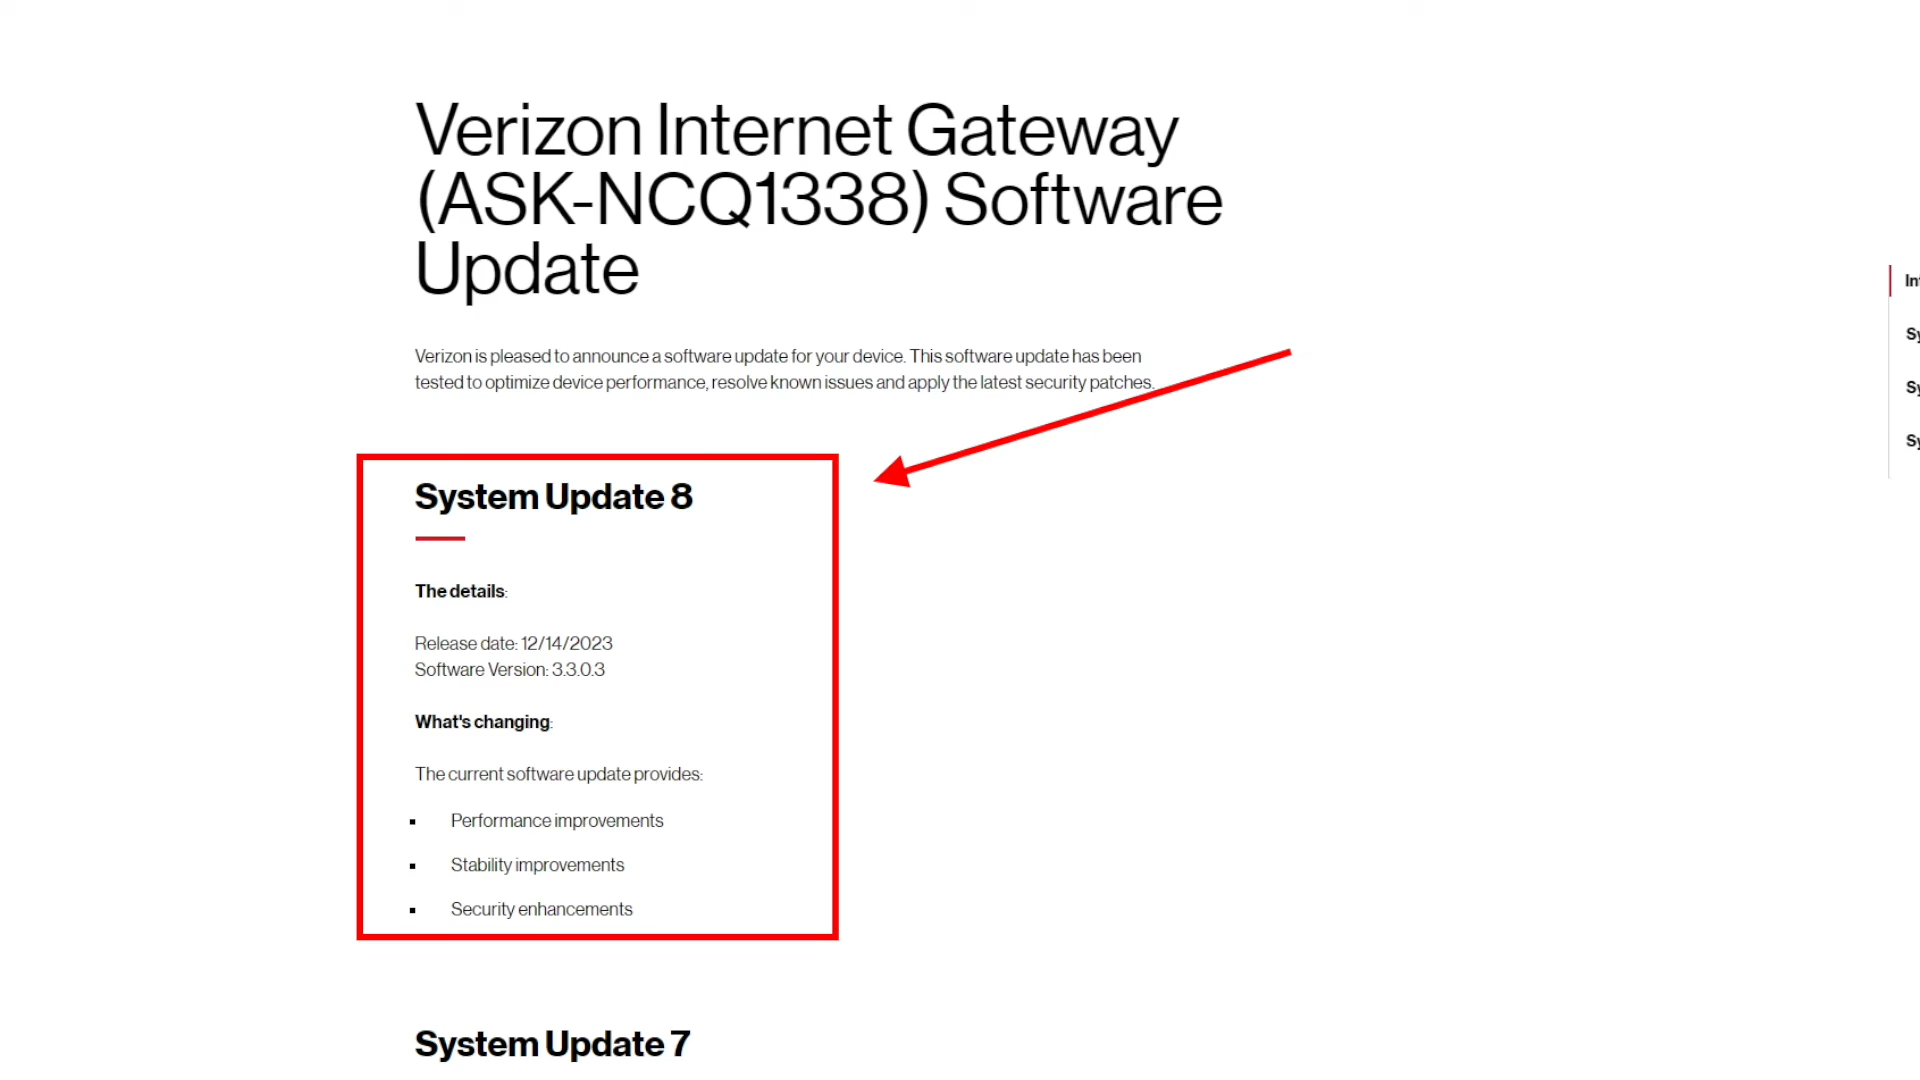 Verizon Internet Gateway
(ASK-NCQ1338) Software
Update
Verizon is pleased to announce a software update for your device. This software update has been
tested to optimize device performance, resolve known issues and apply the latest security patches.
System Update 8
The details:
Release date: 12/14/2023
Software Version: 3.3.0.3
What's changing:
The current software update provides:
▪ Performance improvements
▪ Stability improvements
▪ Security enhancements
System Update 7